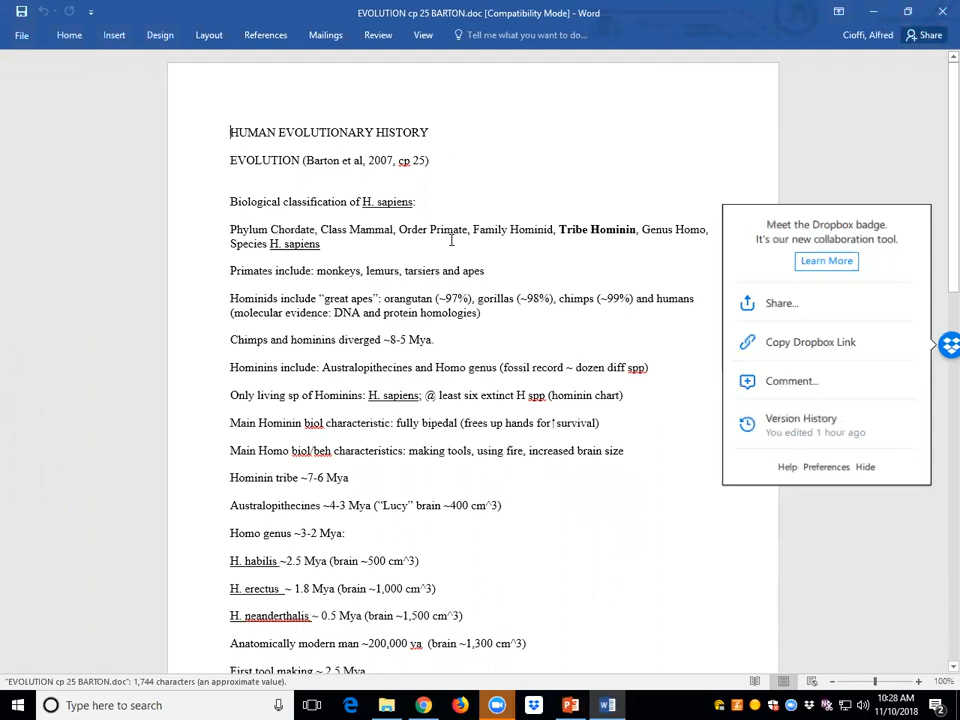 EVOLUTION cp 25 BARTON.doc [Compatibility Mode] - Word
File Home Insert Design Layout References Mailings Review View Tell me what you want to do... Cioffi, Alfred Share
HUMAN EVOLUTIONARY HISTORY
EVOLUTION (Barton et al, 2007, cp 25)
Biological classification of H. sapiens:
Phylum Chordate, Class Mammal, Order Primate, Family Hominid, Tribe Hominin, Genus Homo,
Species H. sapiens
Primates include: monkeys, lemurs, tarsiers and apes
Hominids include “great apes”: orangutan (~97%), gorillas (~98%), chimps (~99%) and humans
(molecular evidence: DNA and protein homologies)
Chimps and hominins diverged ~8-5 Mya.
Hominins include: Australopithecines and Homo genus (fossil record ~ dozen diff spp)
Only living sp of Hominins: H. sapiens; @ least six extinct H spp (hominin chart)
Main Hominin biol characteristic: fully bipedal (frees up hands for↑survival)
Main Homo biol/beh characteristics: making tools, using fire, increased brain size
Hominin tribe ~7-6 Mya
Australopithecines ~4-3 Mya (“Lucy” brain ~400 cm^3)
Homo genus ~3-2 Mya:
H. habilis ~2.5 Mya (brain ~500 cm^3)
H. erectus ~ 1.8 Mya (brain ~1,000 cm^3)
H. neanderthalis ~ 0.5 Mya (brain ~1,500 cm^3)
Anatomically modern man ~200,000 ya (brain ~1,300 cm^3)
First tool making ~ 2.5 Mya
Meet the Dropbox badge.
It's our new collaboration tool.
Learn More
Share...
Copy Dropbox Link
Comment...
Version History
You edited 1 hour ago
Help Preferences Hide
"EVOLUTION cp 25 BARTON.doc": 1,744 characters (an approximate value).
100%
Type here to search
10:28 AM
11/10/2018
2